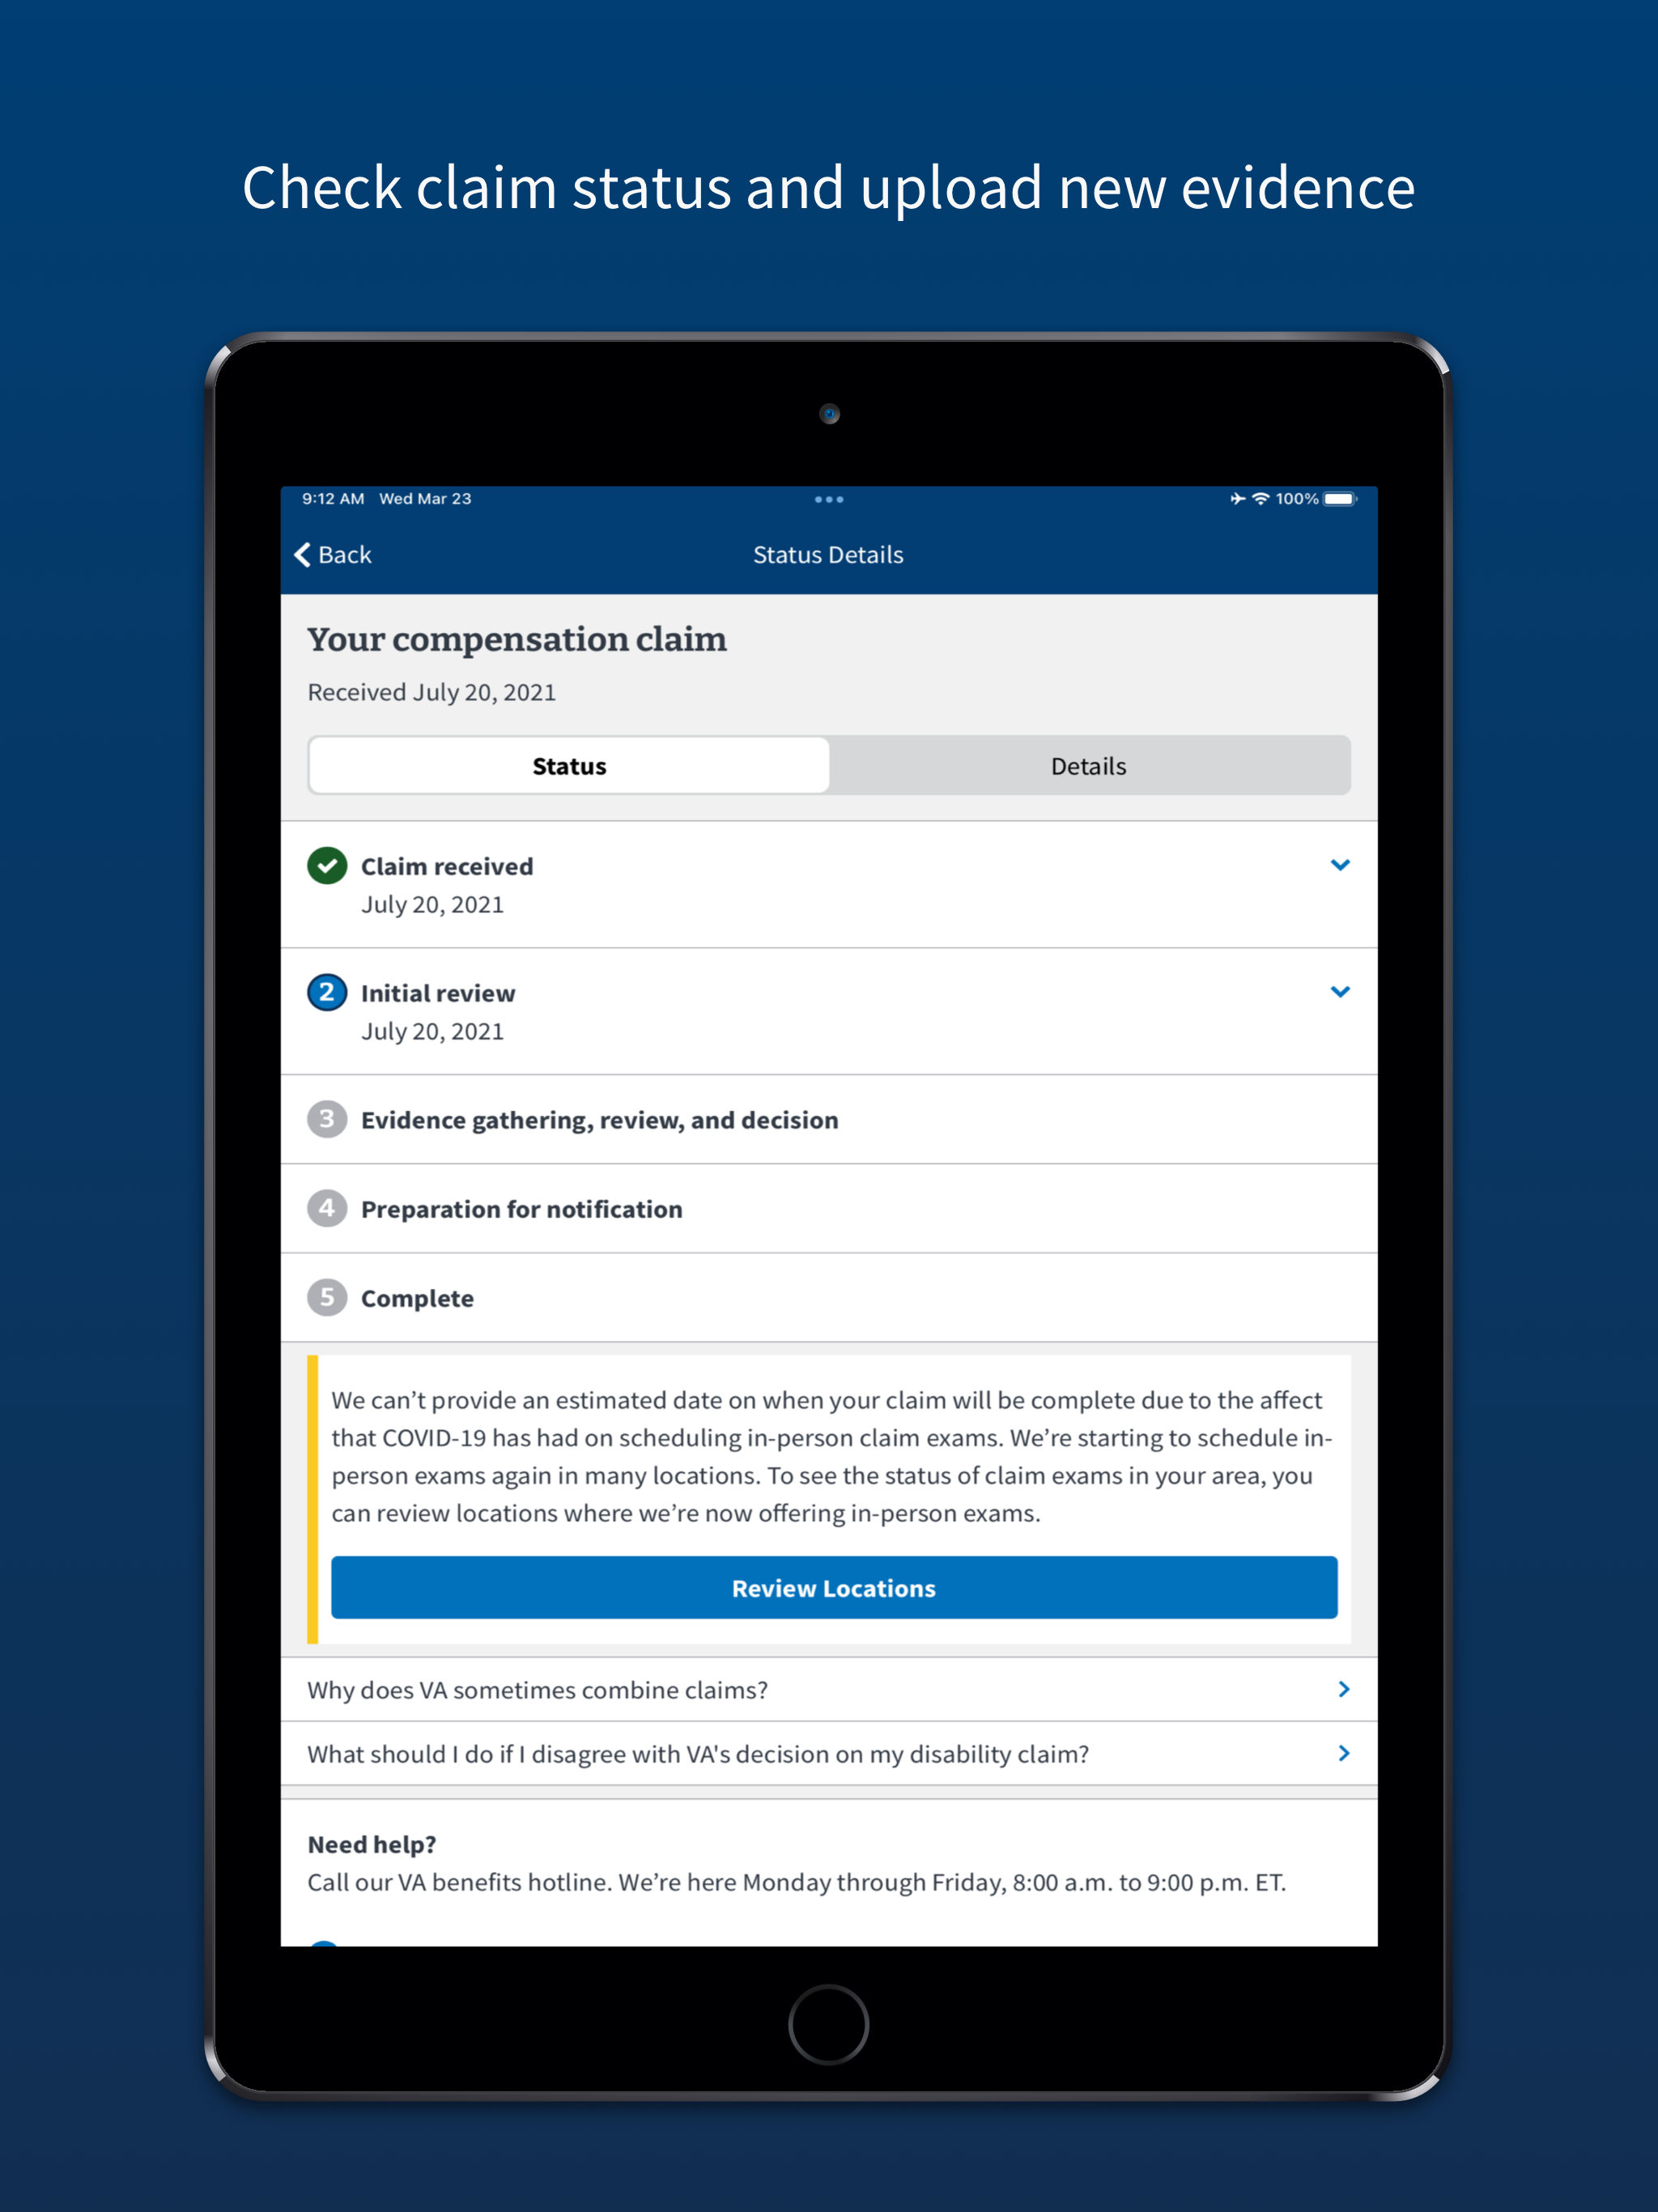 Check claim status and upload new evidence
9:12 AM Wed Mar 23
100%
Back
Status Details
Your compensation claim
Received July 20, 2021
Status
Details
Claim received
July 20, 2021
2 Initial review
July 20, 2021
3 Evidence gathering, review, and decision
4 Preparation for notification
5 Complete
We can’t provide an estimated date on when your claim will be complete due to the affect
that COVID-19 has had on scheduling in-person claim exams. We’re starting to schedule in-
person exams again in many locations. To see the status of claim exams in your area, you
can review locations where we’re now offering in-person exams.
Review Locations
Why does VA sometimes combine claims?
What should I do if I disagree with VA's decision on my disability claim?
Need help?
Call our VA benefits hotline. We’re here Monday through Friday, 8:00 a.m. to 9:00 p.m. ET.